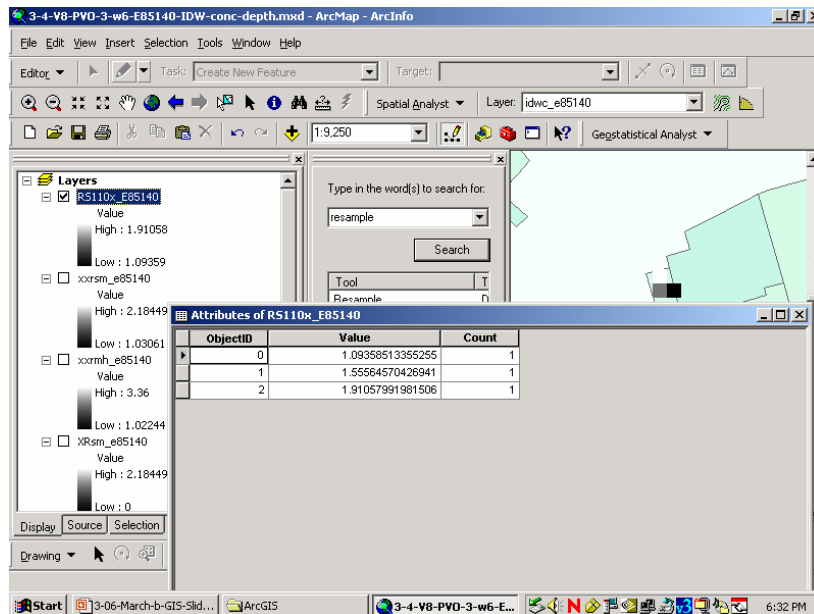 3-4-V8-PVO-3-w6-E85140-IDW-conc-depth.mxd - ArcMap - ArcInfo
File Edit View Insert Selection Tools Window Help
Editor Task: Create New Feature Target:
Spatial Analyst Layer: idwc_e85140
1:9,250 Geostatistical Analyst
Layers
RS110x_E85140
Value
High : 1.91058
Low : 1.09359
xxrsm_e85140
Value
High : 2.18449
Low : 1.03061
xxrmh_e85140
Value
High : 3.36
Low : 1.02244
XRsm_e85140
Value
High : 2.18449
Low : 0
Display Source Selection
Drawing
Type in the word(s) to search for:
resample
Search
Tool T
Resample D
Attributes of RS110x_E85140
ObjectID Value Count
0 1.09358513355255 1
1 1.55564570426941 1
2 1.91057991981506 1
Start 3-06-March-b-GIS-Slid... ArcGIS 3-4-V8-PVO-3-w6-E... 6:32 PM